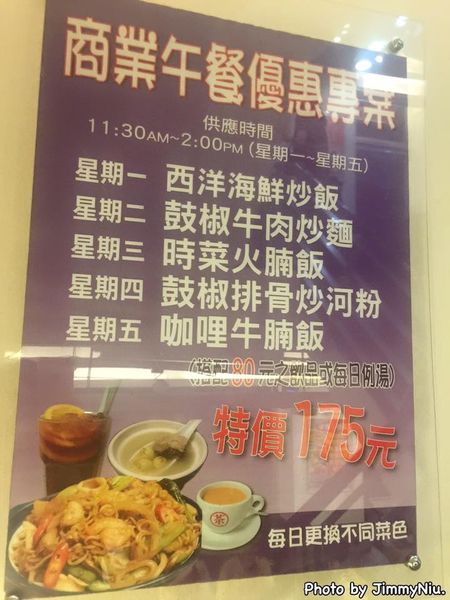 商業午餐優惠專案
供應時間
11:30AM~2:00PM (星期一~星期五)
星期一 西洋海鮮炒飯
星期二 鼓椒牛肉炒麵
星期三 時菜火腩飯
星期四 鼓椒排骨炒河粉
星期五 咖哩牛腩飯
(搭配80元之飲品或每日例湯)
特價175元
茶
每日更換不同菜色
Photo by JimmyNiu.